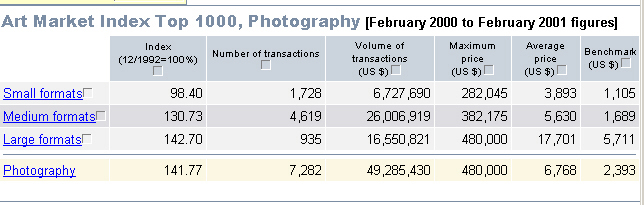 Art Market Index Top 1000, Photography [February 2000 to February 2001 figures]
Index (12/1992=100%) Number of transactions Volume of transactions (US $) Maximum price (US $) Average price (US $) Benchmark (US $)
Small formats 98.40 1,728 6,727,690 282,045 3,893 1,105
Medium formats 130.73 4,619 26,006,919 382,175 5,630 1,689
Large formats 142.70 935 16,550,821 480,000 17,701 5,711
Photography 141.77 7,282 49,285,430 480,000 6,768 2,393